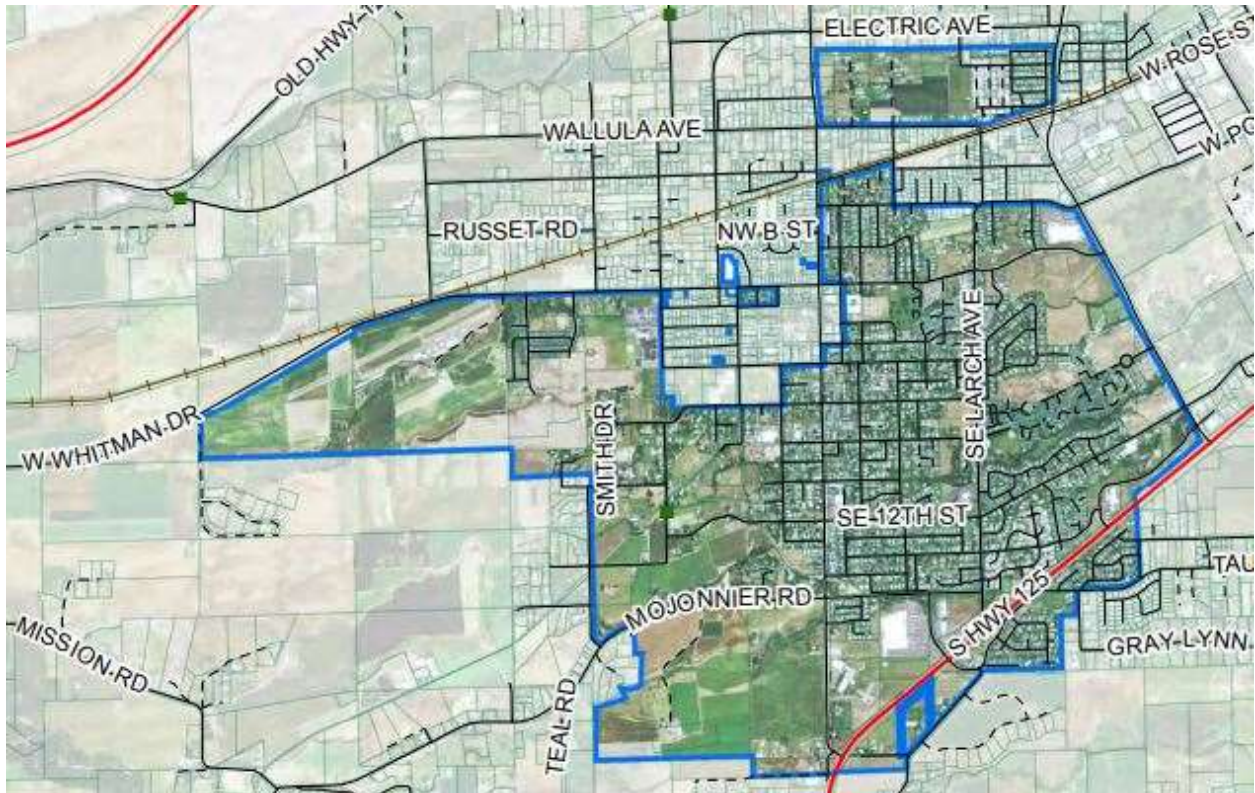 ELECTRIC AVE
OLD HWY 12
W ROSE S
WALLULA AVE
W PO
RUSSET RD
NW B ST
SE LARCH AVE
W WHITMAN DR
SMITH DR
SE 12TH ST
S HWY 125
TAU
MOJONNIER RD
MISSION RD
GRAY LYNN
TEAL RD